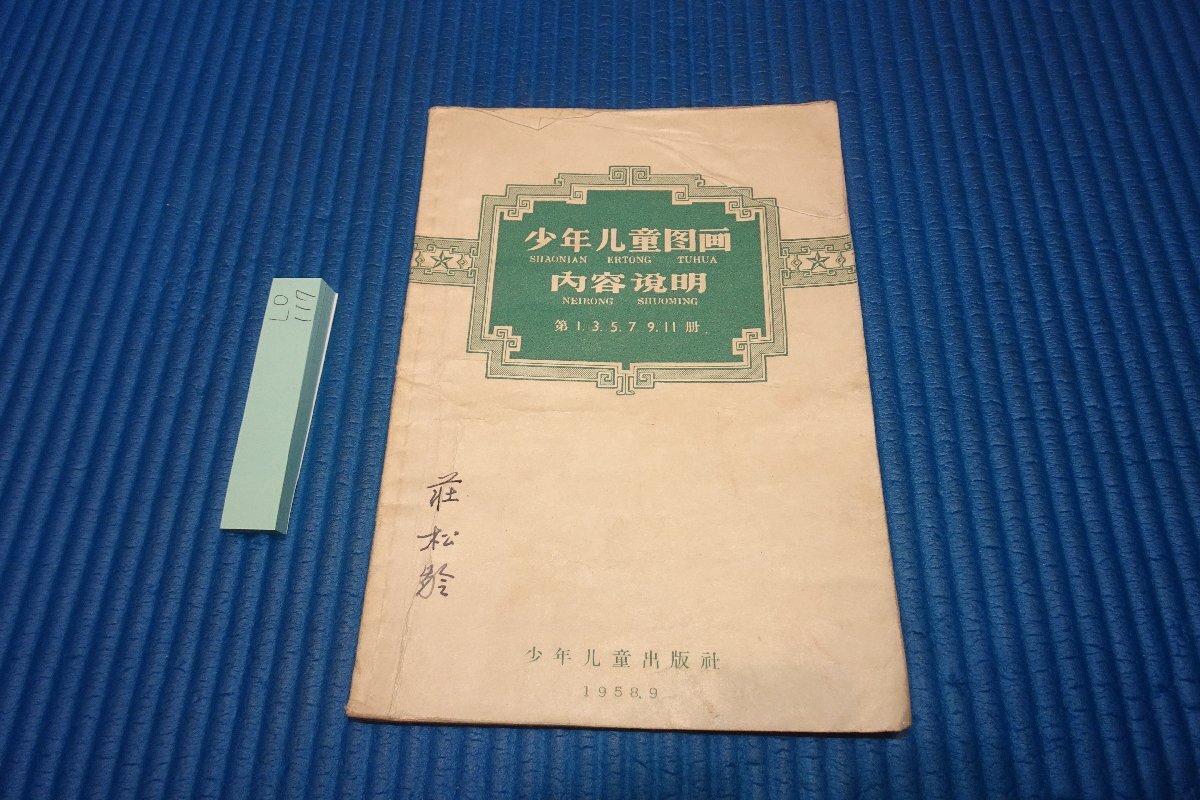 少年儿童图画
SHAONIAN ERTONG TUHUA
内容说明
NEIRONG SHUOMING
第1.3.5.7 9.11册
莊
松
齡
少年儿童出版社
1958.9